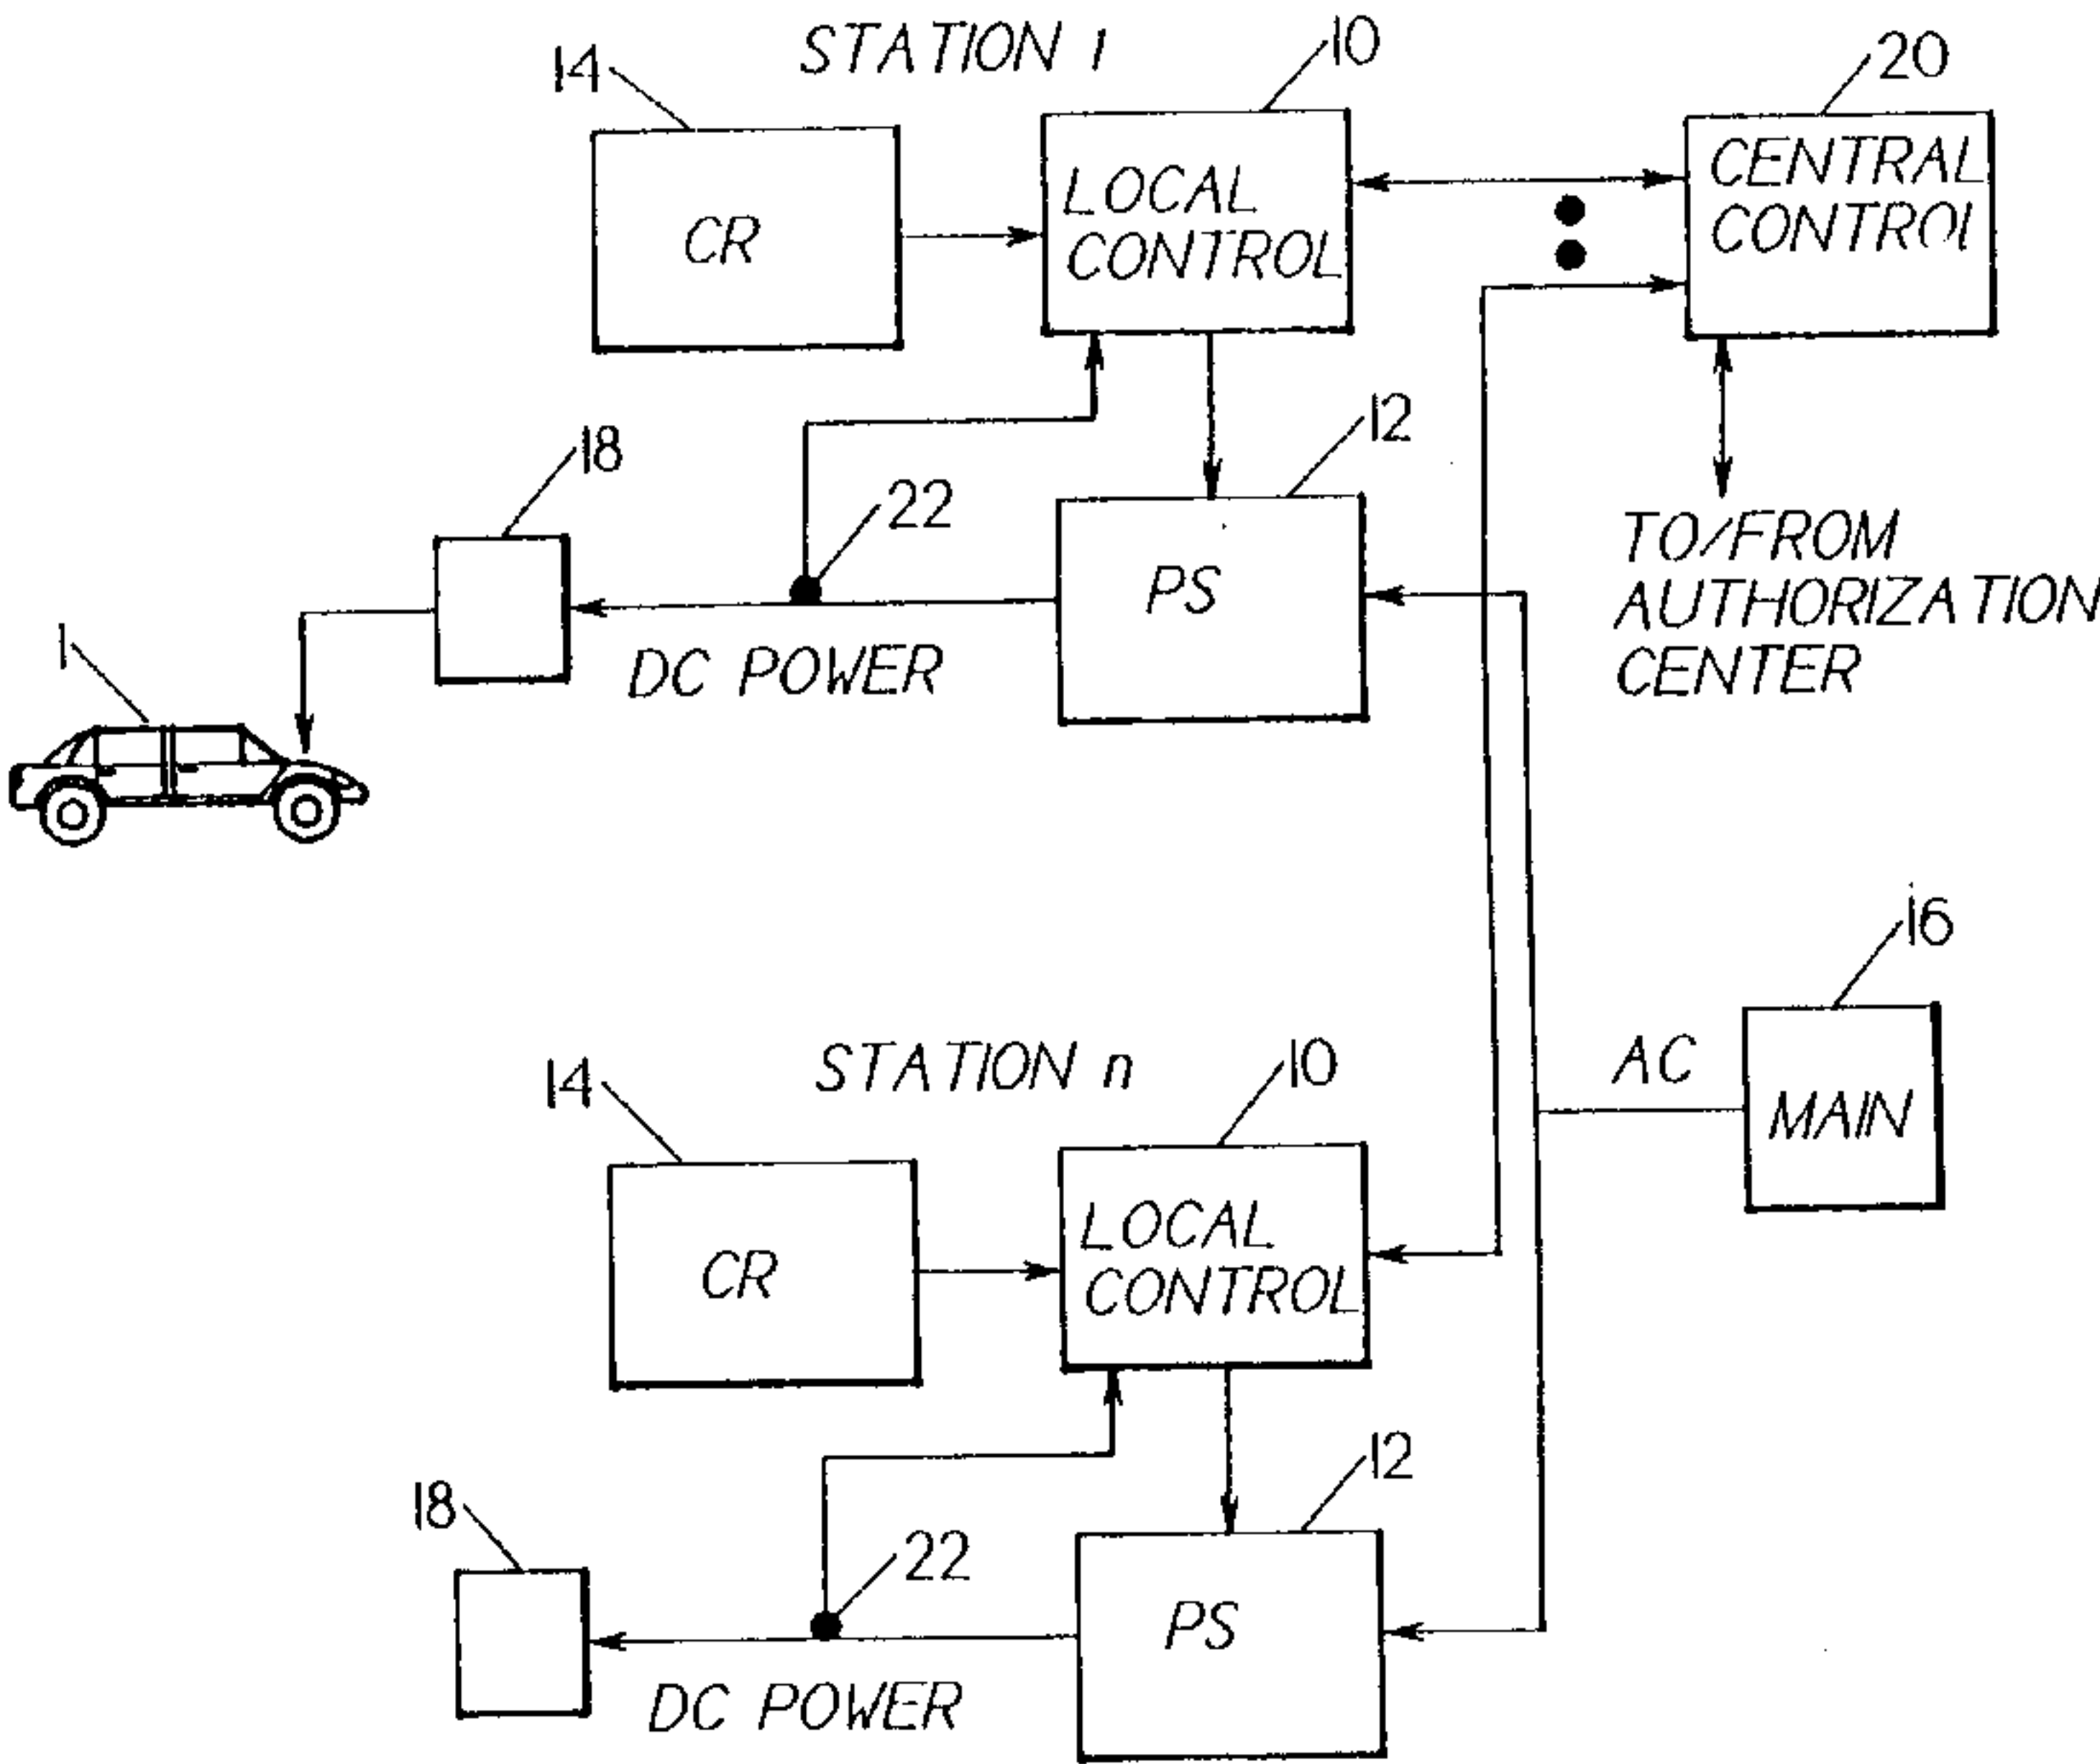 STATION 1
10
14
20
CR
LOCAL
CONTROL
CENTRAL
CONTROL
12
18
22
PS
TO/FROM
AUTHORIZATION
CENTER
DC POWER
1
16
STATION n
10
14
AC
MAIN
CR
LOCAL
CONTROL
12
18
22
PS
DC POWER